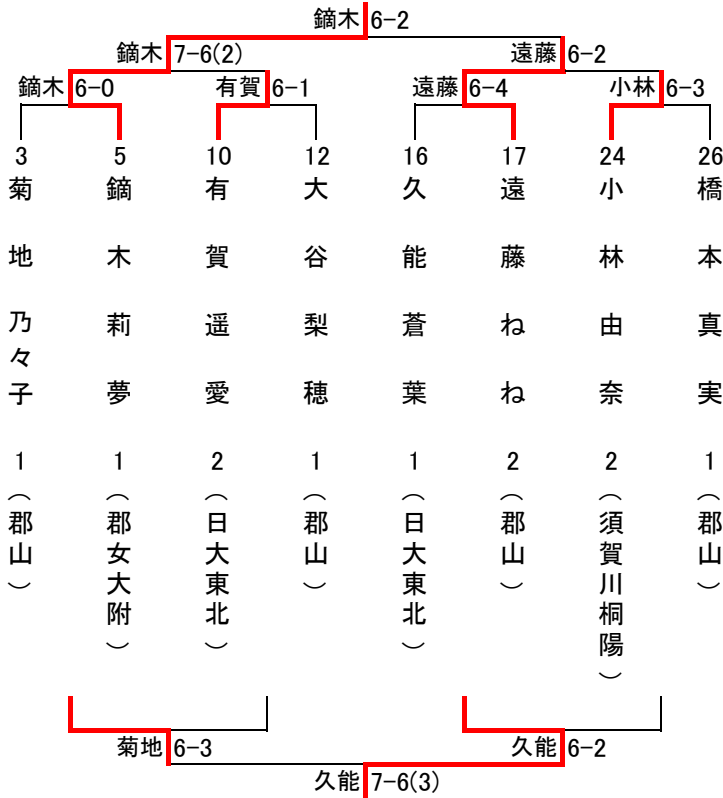 鏑木 6-2
鏑木 7-6(2)
遠藤 6-2
鏑木 6-0
有賀 6-1
遠藤 6-4
小林 6-3
3 菊地 乃々子 1 （郡山）
5 鏑木 莉夢 1 （郡女大附）
10 有賀 遥愛 2 （日大東北）
12 大谷 梨穂 1 （郡山）
16 久能 蒼葉 1 （日大東北）
17 遠藤 ねね 2 （郡山）
24 小林 由奈 2 （須賀川桐陽）
26 橋本 真実 1 （郡山）
菊地 6-3
久能 6-2
久能 7-6(3)